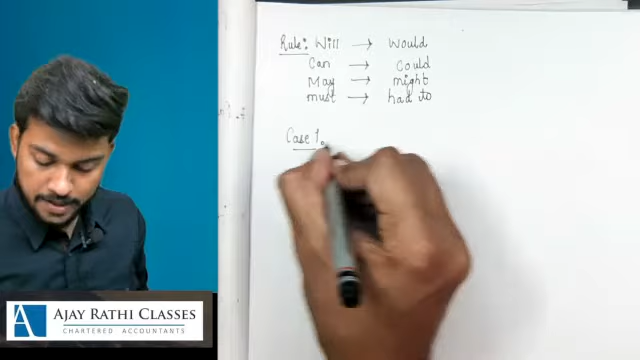 Rule: Will → Would
Can → Could
May → might
must → had to
Case 1.
AJAY RATHI CLASSES
CHARTERED ACCOUNTANTS